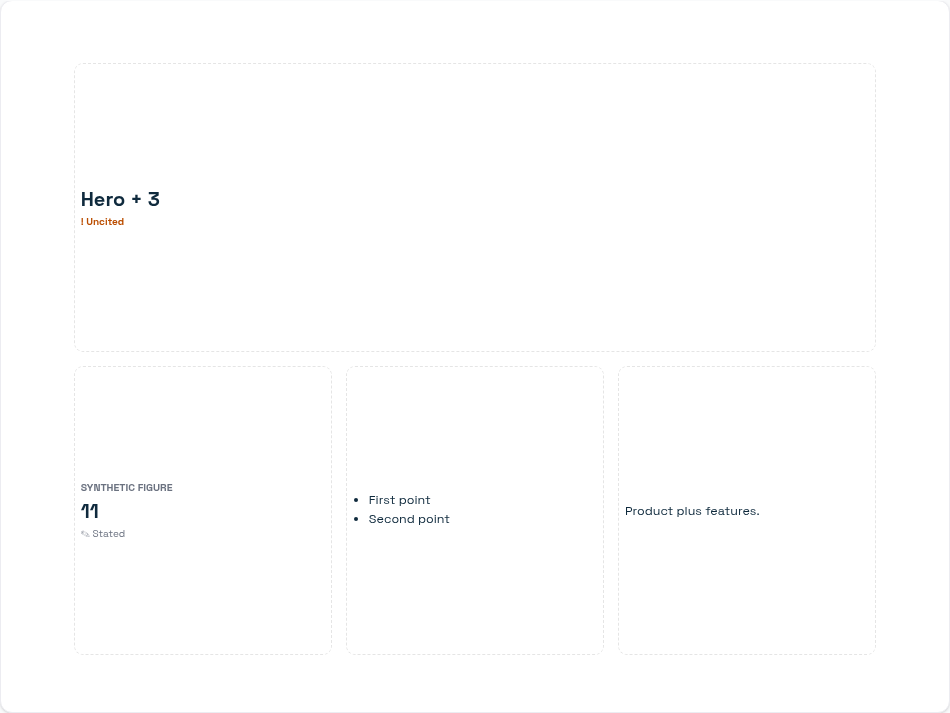 Hero + 3
! Uncited
SYNTHETIC FIGURE
11
✎ Stated
• First point
• Second point
Product plus features.